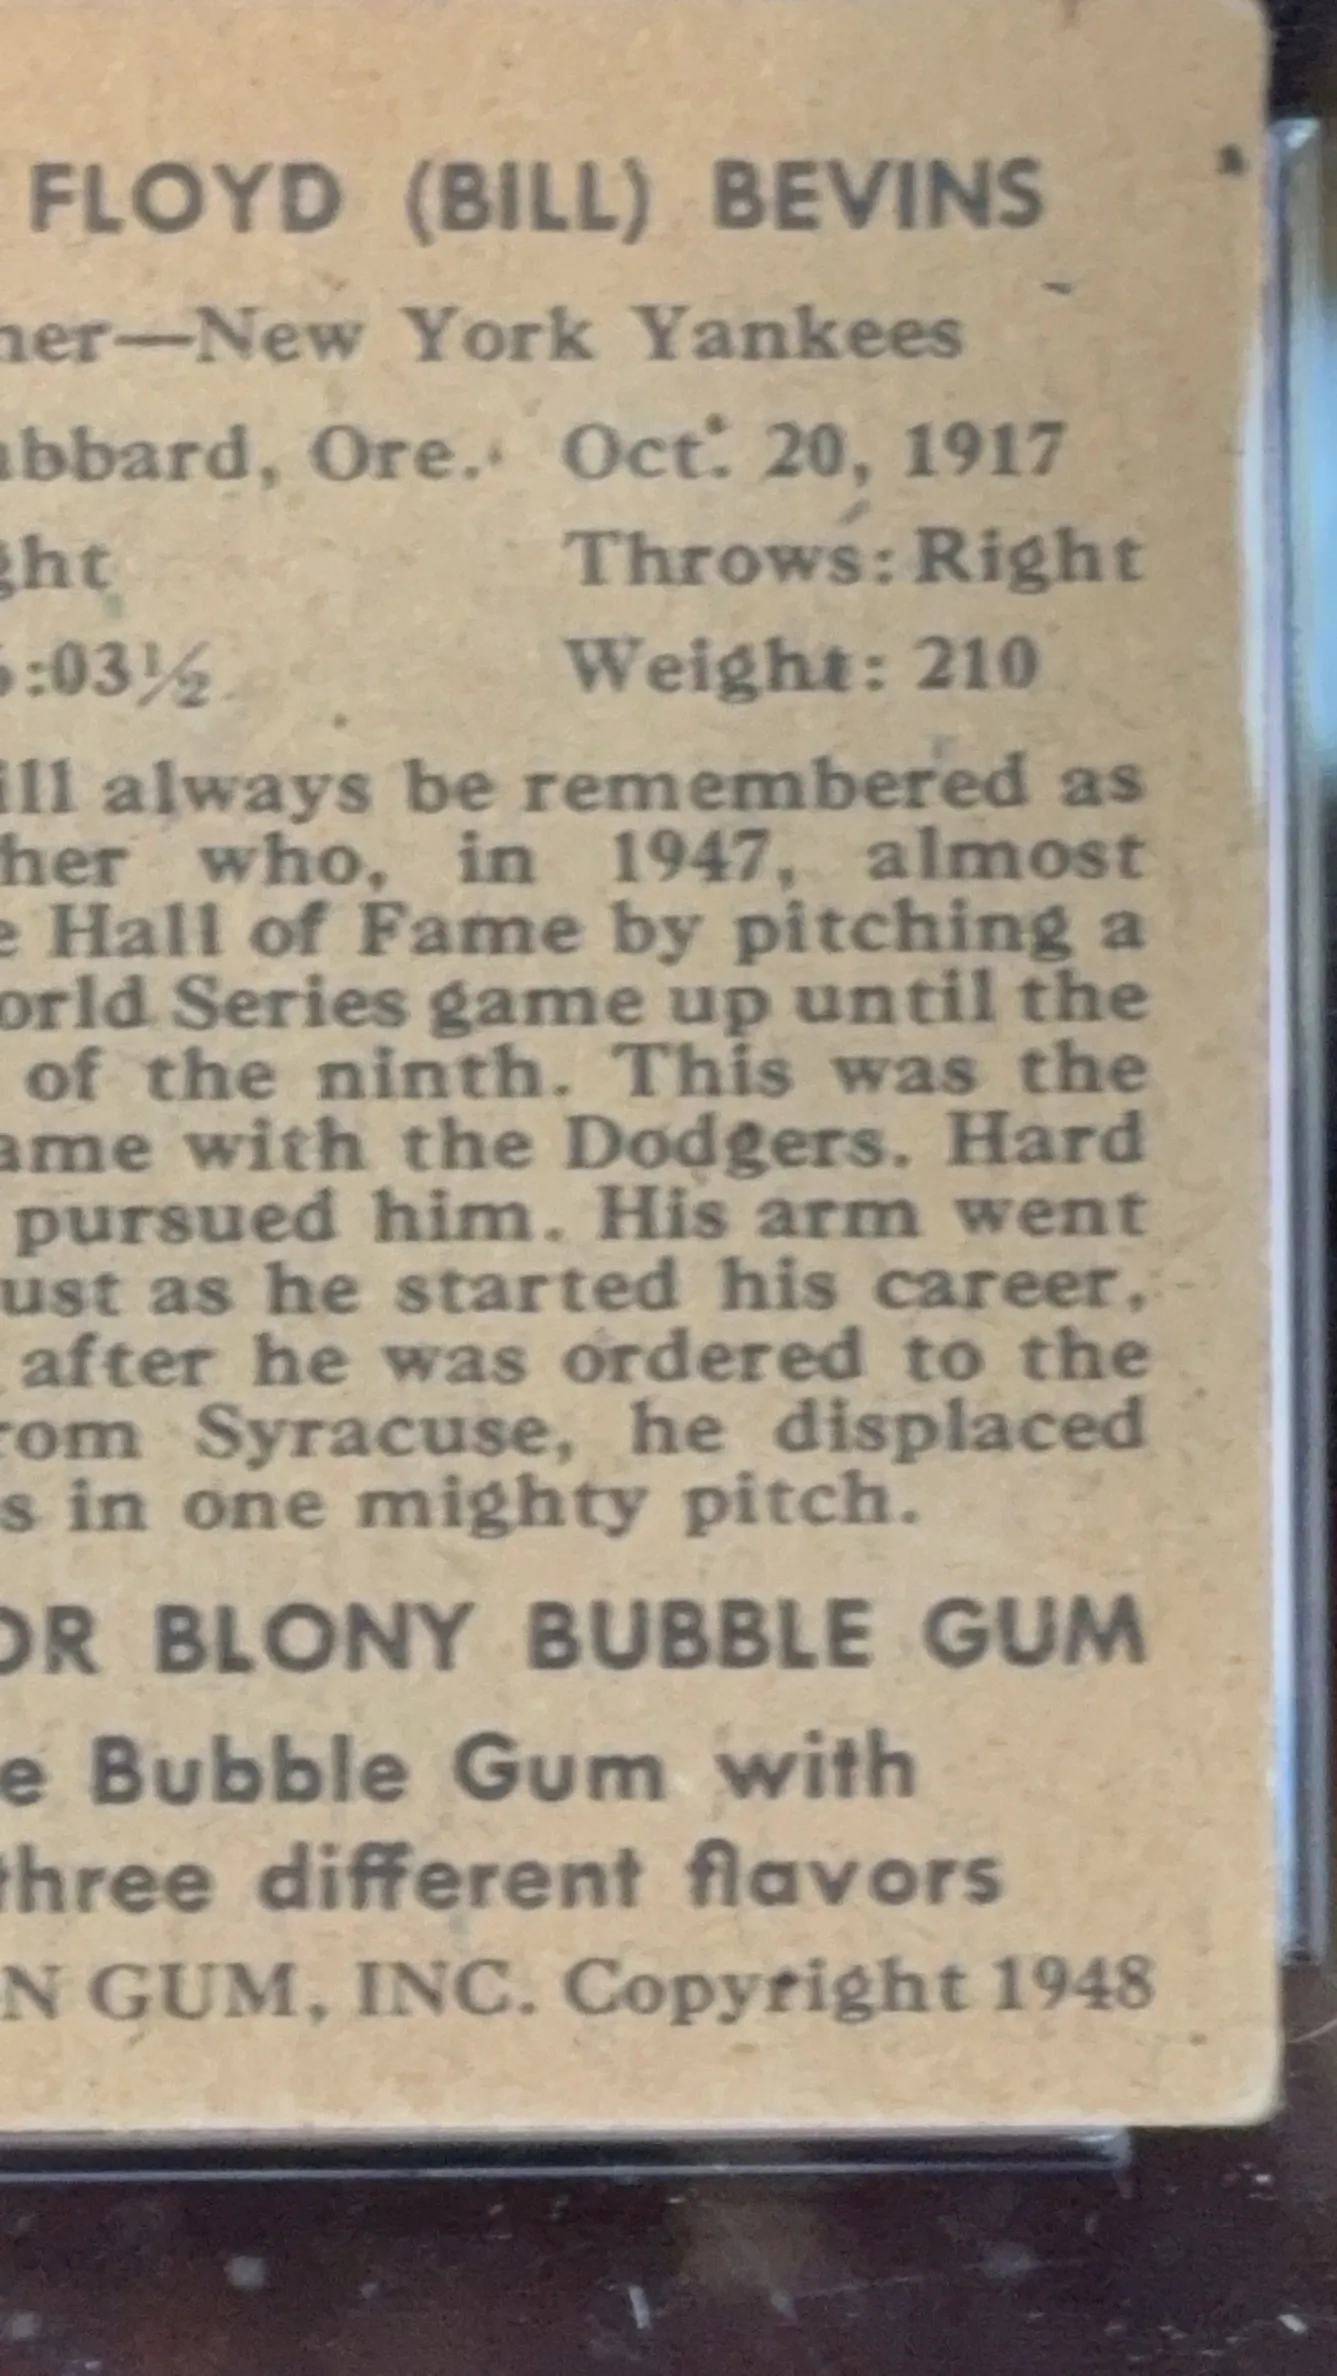 FLOYD (BILL) BEVINS
her—New York Yankees
bbard, Ore. Oct. 20, 1917
ght
Throws: Right
:03½
Weight: 210
ill always be remembered as
her who, in 1947, almost
e Hall of Fame by pitching a
orld Series game up until the
of the ninth. This was the
ame with the Dodgers. Hard
pursued him. His arm went
ust as he started his career,
after he was ordered to the
rom Syracuse, he displaced
s in one mighty pitch.
OR BLONY BUBBLE GUM
e Bubble Gum with
three different flavors
N GUM, INC. Copyright 1948